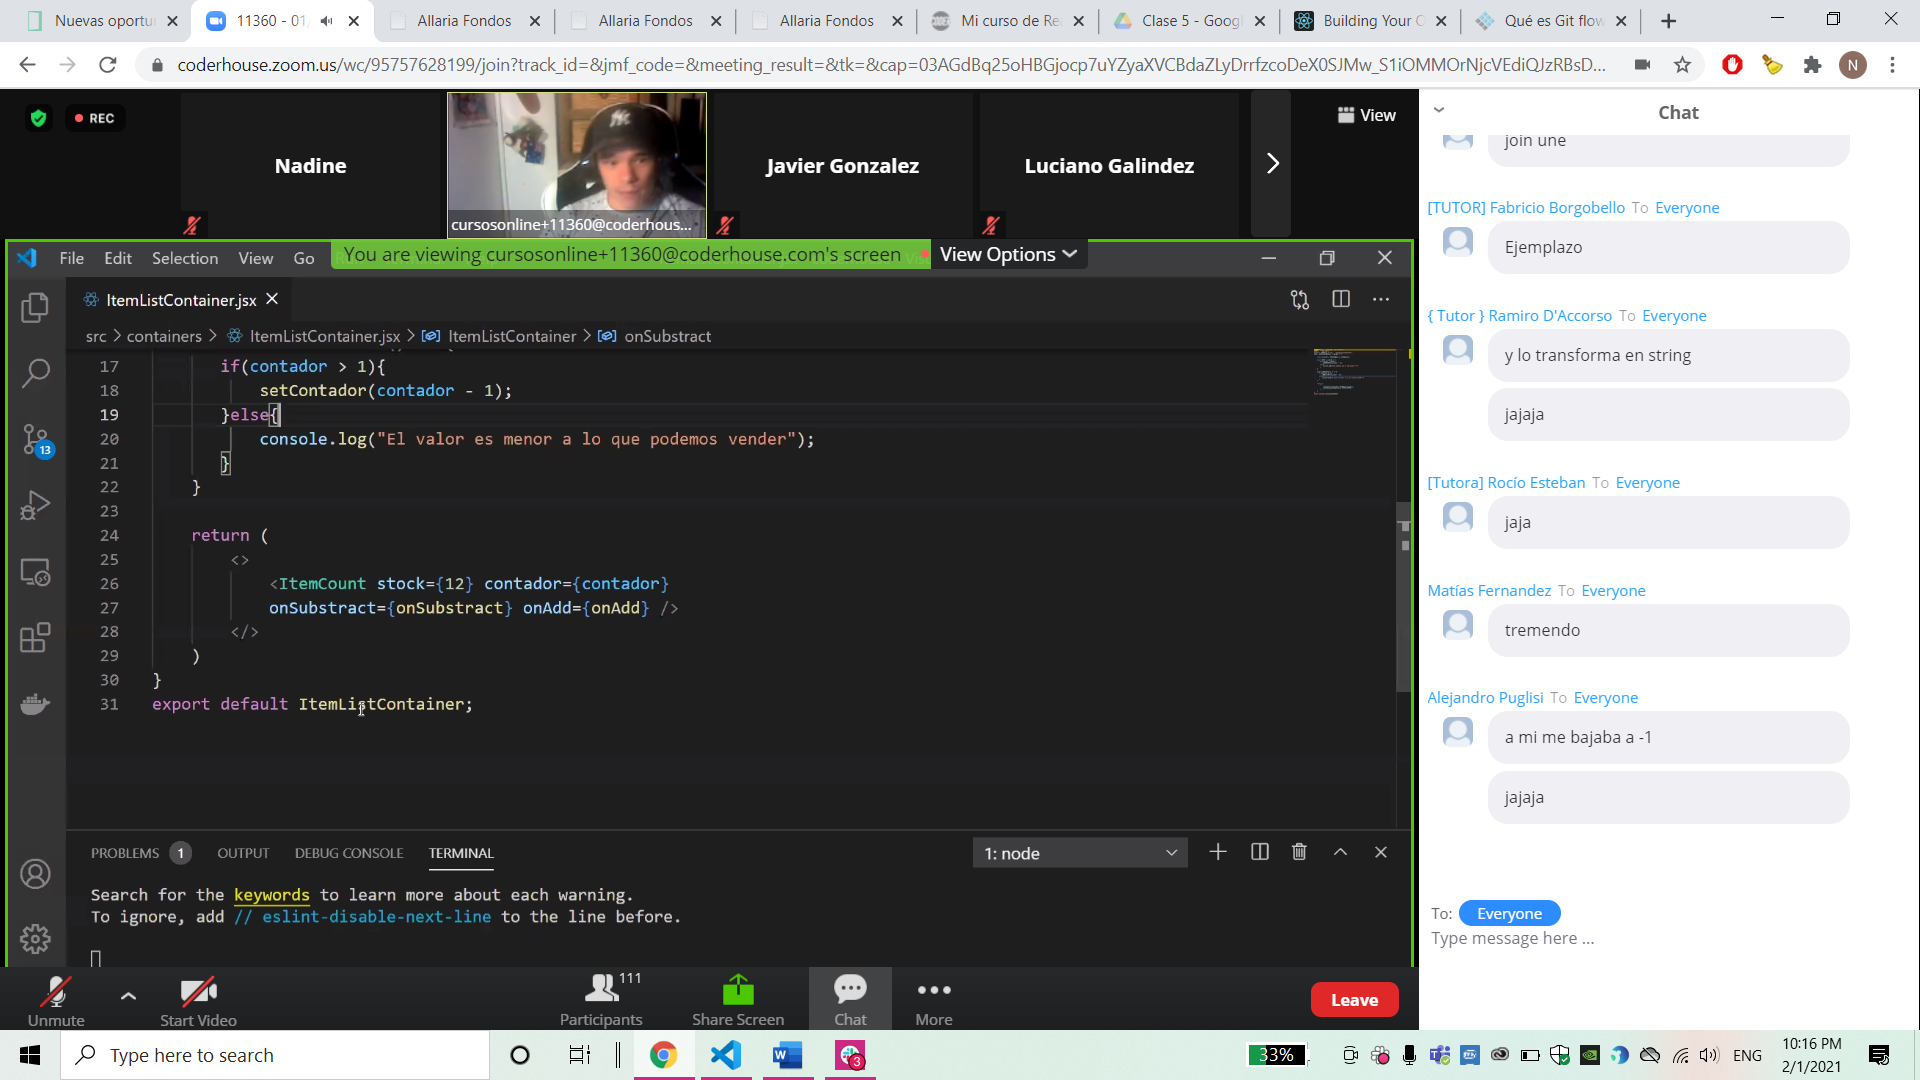 Nuevas oportu
11360 - 01
Allaria Fondos
Allaria Fondos
Allaria Fondos
Mi curso de Re
Clase 5 - Goog
Building Your
Qué es Git flow
coderhouse.zoom.us/wc/95757628199/join?track_id=&jmf_code=&meeting_result=&tk=&cap=03AGdBq25oHBGjocp7uYZyaXVCBdaZLyDrrfzcoDeX0SJMw_S1iOMMOrNjcVEdiQJzRBsD...
N
REC
Nadine
cursosonline+11360@coderhous...
Javier Gonzalez
Luciano Galindez
View
File Edit Selection View Go
You are viewing cursosonline+11360@coderhouse.com's screen
View Options
ItemListContainer.jsx
src > containers > ItemListContainer.jsx > ItemListContainer > onSubstract
17 if(contador > 1){
18 setContador(contador - 1);
19 }else{
20 console.log("El valor es menor a lo que podemos vender");
21 }
22 }
23
24 return (
25 <>
26 <ItemCount stock={12} contador={contador}
27 onSubstract={onSubstract} onAdd={onAdd} />
28 </>
29 )
30 }
31 export default ItemListContainer;
13
PROBLEMS 1 OUTPUT DEBUG CONSOLE TERMINAL
1: node
Search for the keywords to learn more about each warning.
To ignore, add // eslint-disable-next-line to the line before.
Unmute
Start Video
111
Participants
Share Screen
Chat
More
Leave
Chat
join une
[TUTOR] Fabricio Borgobello To Everyone
Ejemplazo
{ Tutor } Ramiro D'Accorso To Everyone
y lo transforma en string
jajaja
[Tutora] Rocío Esteban To Everyone
jaja
Matías Fernandez To Everyone
tremendo
Alejandro Puglisi To Everyone
a mi me bajaba a -1
jajaja
To: Everyone
Type message here ...
Type here to search
3
33%
ENG
10:16 PM
2/1/2021